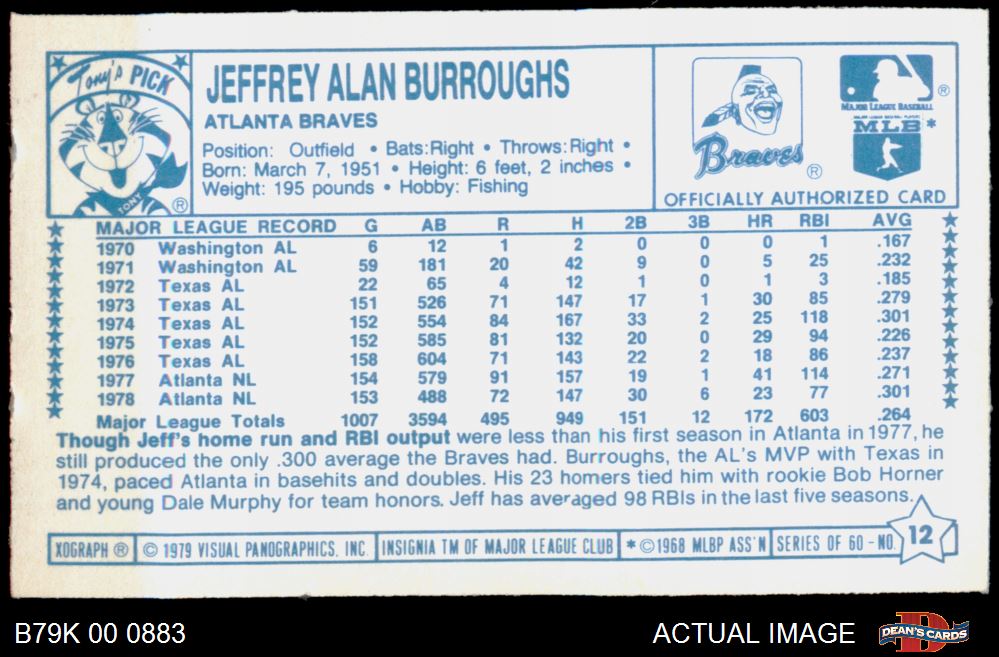 Tony's PICK
TONY ®
JEFFREY ALAN BURROUGHS
ATLANTA BRAVES
Position: Outfield • Bats:Right • Throws:Right •
Born: March 7, 1951 • Height: 6 feet, 2 inches •
Weight: 195 pounds • Hobby: Fishing
Braves ®
®
MAJOR LEAGUE BASEBALL
MLB *
OFFICIALLY AUTHORIZED CARD
MAJOR LEAGUE RECORD G AB R H 2B 3B HR RBI AVG
1970 Washington AL 6 12 1 2 0 0 0 1 .167
1971 Washington AL 59 181 20 42 9 0 5 25 .232
1972 Texas AL 22 65 4 12 1 0 1 3 .185
1973 Texas AL 151 526 71 147 17 1 30 85 .279
1974 Texas AL 152 554 84 167 33 2 25 118 .301
1975 Texas AL 152 585 81 132 20 0 29 94 .226
1976 Texas AL 158 604 71 143 22 2 18 86 .237
1977 Atlanta NL 154 579 91 157 19 1 41 114 .271
1978 Atlanta NL 153 488 72 147 30 6 23 77 .301
Major League Totals 1007 3594 495 949 151 12 172 603 .264
Though Jeff's home run and RBI output were less than his first season in Atlanta in 1977, he
still produced the only .300 average the Braves had. Burroughs, the AL's MVP with Texas in
1974, paced Atlanta in basehits and doubles. His 23 homers tied him with rookie Bob Horner
and young Dale Murphy for team honors. Jeff has averaged 98 RBIs in the last five seasons.
XOGRAPH ® © 1979 VISUAL PANOGRAPHICS, INC. INSIGNIA TM OF MAJOR LEAGUE CLUB * © 1968 MLBP ASS'N SERIES OF 60 - NO. 12
B79K 00 0883 ACTUAL IMAGE DEAN'S CARDS